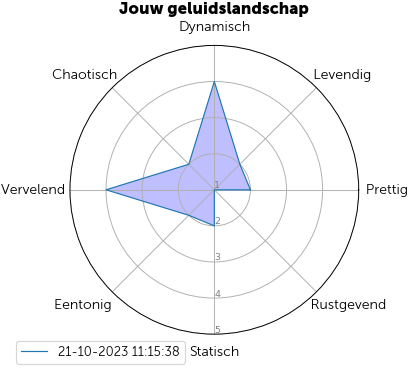 Jouw geluidslandschap
Dynamisch
Chaotisch
Levendig
Vervelend
1
Prettig
2
3
4
Eentonig
Rustgevend
5
21-10-2023 11:15:38
Statisch